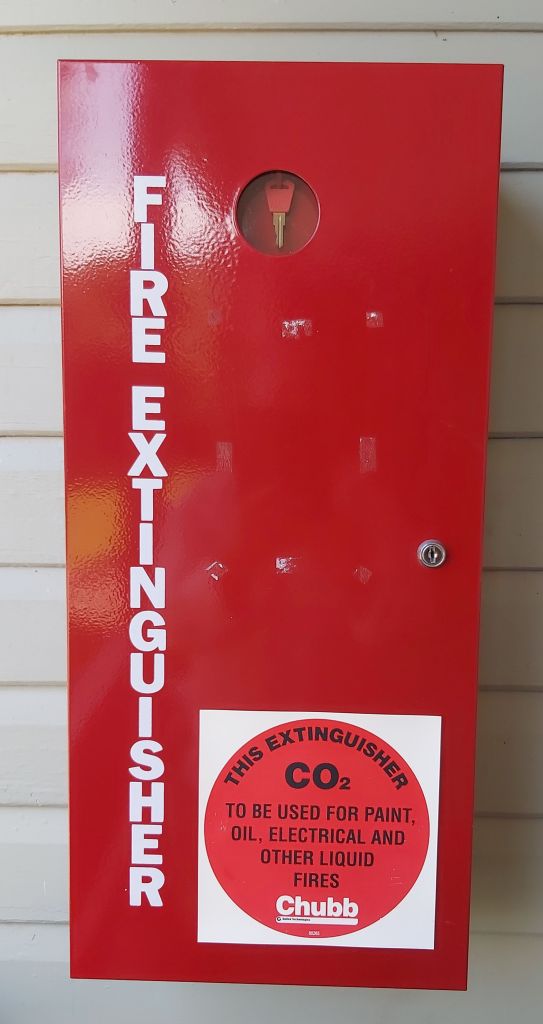 FIRE EXTINGUISHER
THIS EXTINGUISHER
CO₂
TO BE USED FOR PAINT,
OIL, ELECTRICAL AND
OTHER LIQUID
FIRES
Chubb